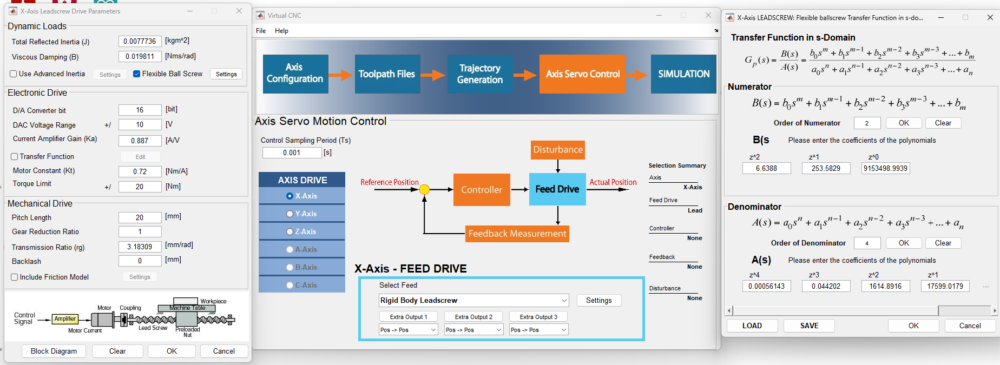 X-Axis Leadscrew Drive Parameters
Dynamic Loads
Total Reflected Inertia (J) 0.0077736 [kgm^2]
Viscous Damping (B) 0.019811 [Nms/rad]
Use Advanced Inertia Settings Flexible Ball Screw Settings
Electronic Drive
D/A Converter bit 16 [bit]
DAC Voltage Range +/ 10 [V
Current Amplifier Gain (Ka) 0.887 [A/V
Transfer Function Edit
Motor Constant (Kt) 0.72 [Nm/A]
Torque Limit +/ 20 [Nm]
Mechanical Drive
Pitch Length 20 [mm]
Gear Reduction Ratio 1
Transmission Ratio (rg) 3.18309 [mm/rad]
Backlash 0 [mm]
Include Friction Model Settings
Control Signal
Amplifier
Motor Current
Motor
Coupling
Lead Screw
Machine Table
Workpiece
Preloaded Nut
Block Diagram Clear OK Cancel
Virtual CNC
File Help
Axis Configuration
Toolpath Files
Trajectory Generation
Axis Servo Control
SIMULATION
Axis Servo Motion Control
Control Sampling Period (Ts)
0.001 [s]
AXIS DRIVE
X-Axis
Y-Axis
Z-Axis
A-Axis
B-Axis
C-Axis
Disturbance
Reference Position
Controller
Feed Drive
Actual Position
Feedback Measurement
Selection Summary
Axis
X-Axis
Feed Drive
Lead
Controller
None
Feedback
None
Disturbance
None
X-Axis - FEED DRIVE
Select Feed
Rigid Body Leadscrew Settings
Extra Output 1 Extra Output 2 Extra Output 3
Pos -> Pos Pos -> Pos Pos -> Pos
X-Axis LEADSCREW: Flexible ballscrew Transfer Function in s-do...
Transfer Function in s-Domain
G_p(s) = B(s)/A(s) = (b_0s^m + b_1s^{m-1} + b_2s^{m-2} + b_3s^{m-3} + ... + b_m)/(a_0s^n + a_1s^{n-1} + a_2s^{n-2} + a_3s^{n-3} + ... + a_n)
Numerator
B(s) = b_0s^m + b_1s^{m-1} + b_2s^{m-2} + b_3s^{m-3} + ... + b_m
Order of Numerator 2 OK Clear
B(s Please enter the coefficients of the polynomials
z^2 z^1 z^0
6.6388 253.5829 9153498.9939
Denominator
A(s) = a_0s^n + a_1s^{n-1} + a_2s^{n-2} + a_3s^{n-3} + ... + a_n
Order of Denominator 4 OK Clear
A(s) Please enter the coefficients of the polynomials
z^4 z^3 z^2 z^1
0.00056143 0.044202 1614.8916 17599.0179 ...
LOAD SAVE OK Cancel